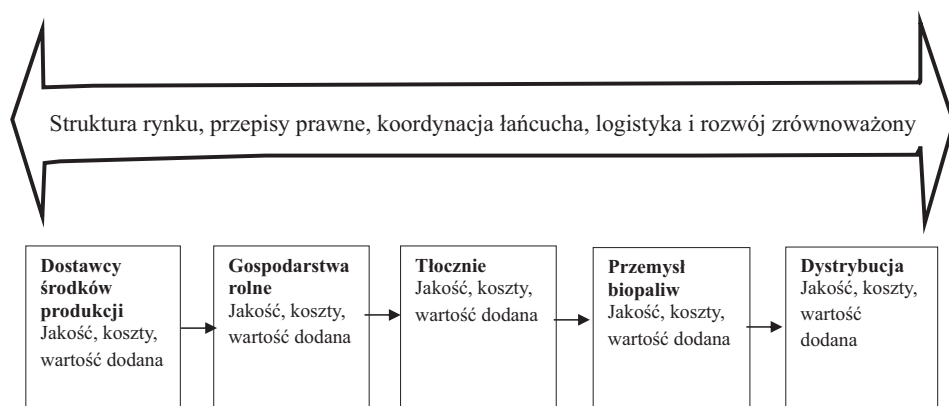 Struktura rynku, przepisy prawne, koordynacja łańcucha, logistyka i rozwój zrównoważony
Dostawcy
środków
produkcji
Jakość, koszty,
wartość dodana
Gospodarstwa
rolne
Jakość, koszty,
wartość dodana
Tłocznie
Jakość, koszty,
wartość dodana
Przemysł
biopaliw
Jakość, koszty,
wartość dodana
Dystrybucja
Jakość, koszty,
wartość
dodana